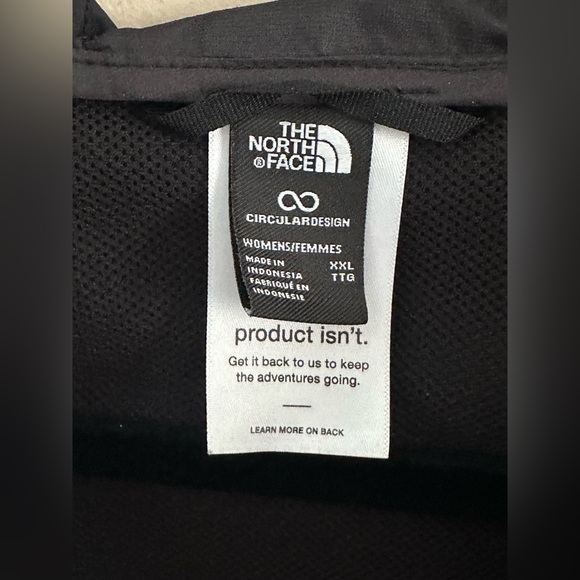 THE
NORTH
®FACE
CIRCULARDESIGN
WOMENS/FEMMES
MADE IN
INDONESIA
XXL
FABRIQUÉ EN
INDONÉSIE
TTG
product isn't.
Get it back to us to keep
the adventures going.
LEARN MORE ON BACK